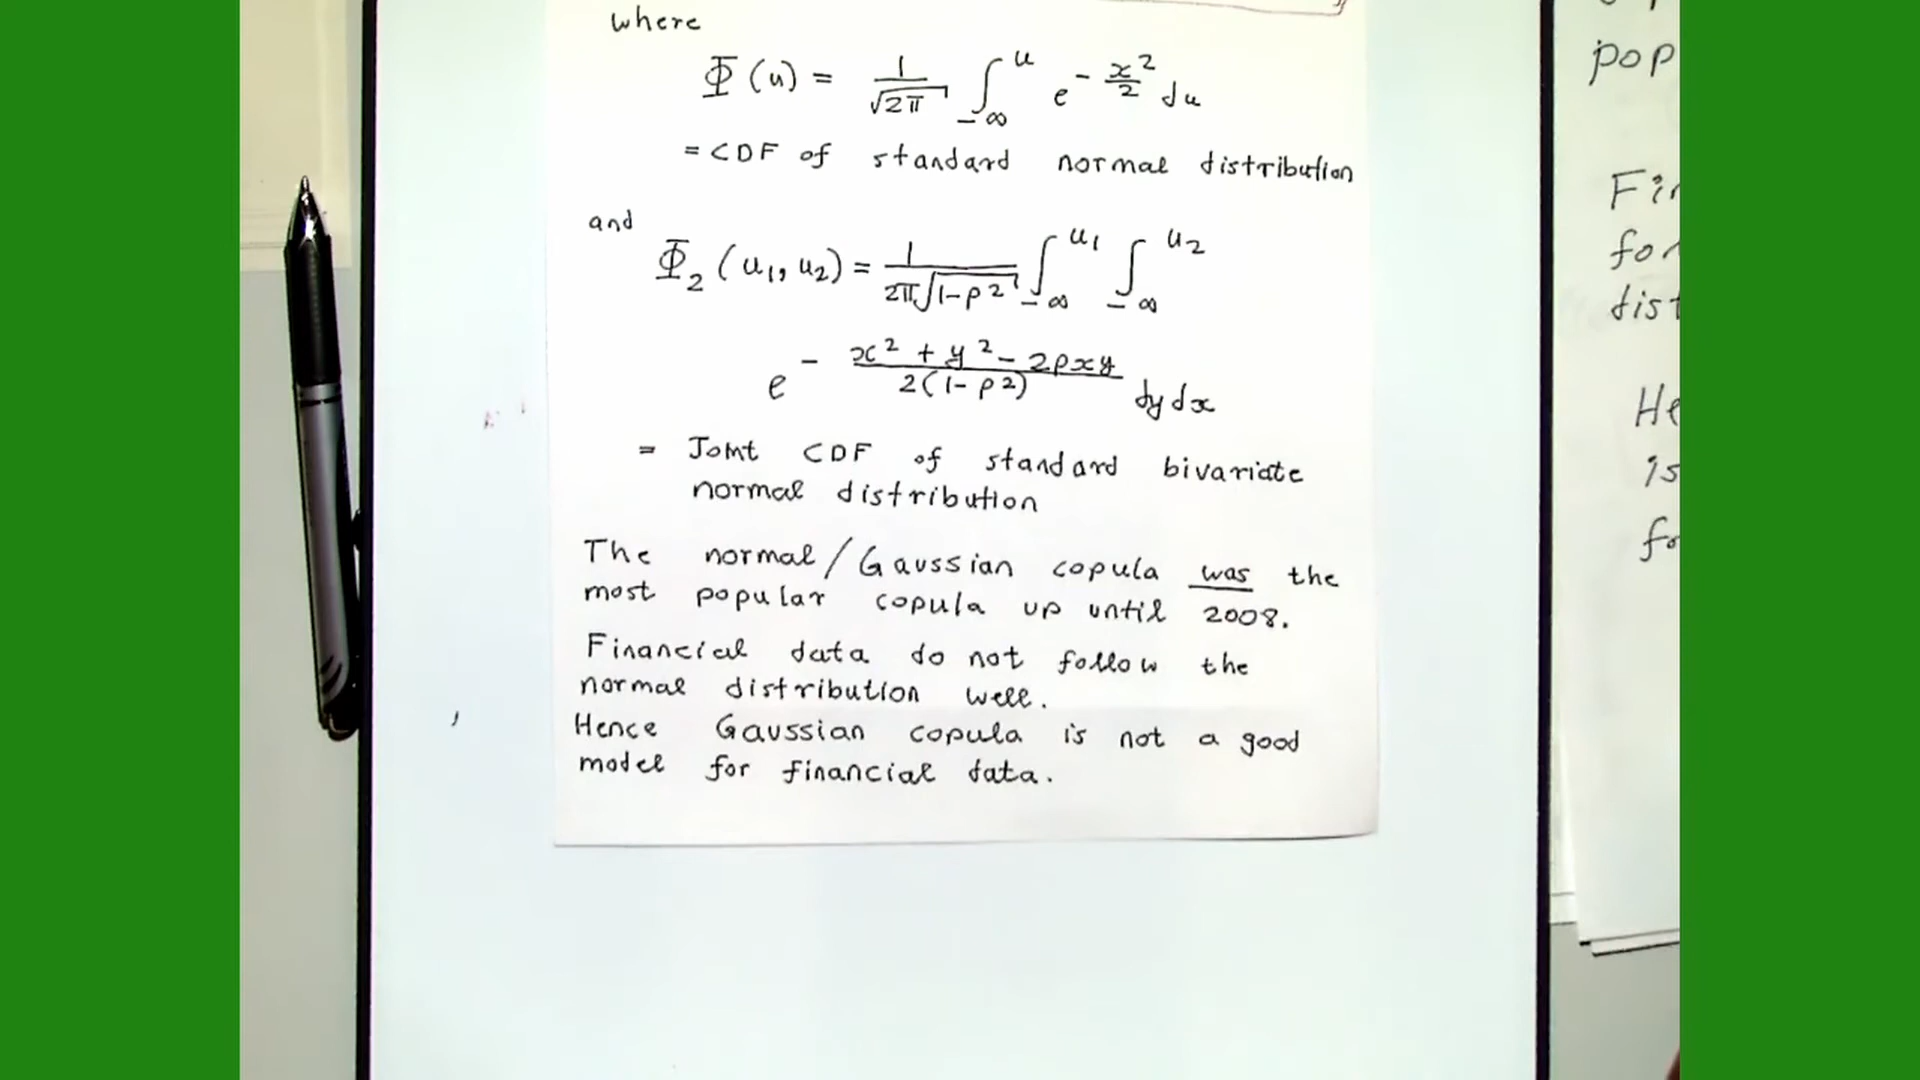 where
Φ(u) = 1/√2π ∫_{-∞}^{u} e^{-x²/2} du
= CDF of standard normal distribution
and
Φ₂(u₁, u₂) = 1/2π√1-ρ² ∫_{-∞}^{u₁} ∫_{-∞}^{u₂}
e^{- x² + y² - 2ρxy / 2(1-ρ²)} dy dx
= Joint CDF of standard bivariate
normal distribution
The normal/Gaussian copula was the
most popular copula up until 2008.
Financial data do not follow the
normal distribution well.
Hence Gaussian copula is not a good
model for financial data.
pop
Fin
for
dist
He
is
fo